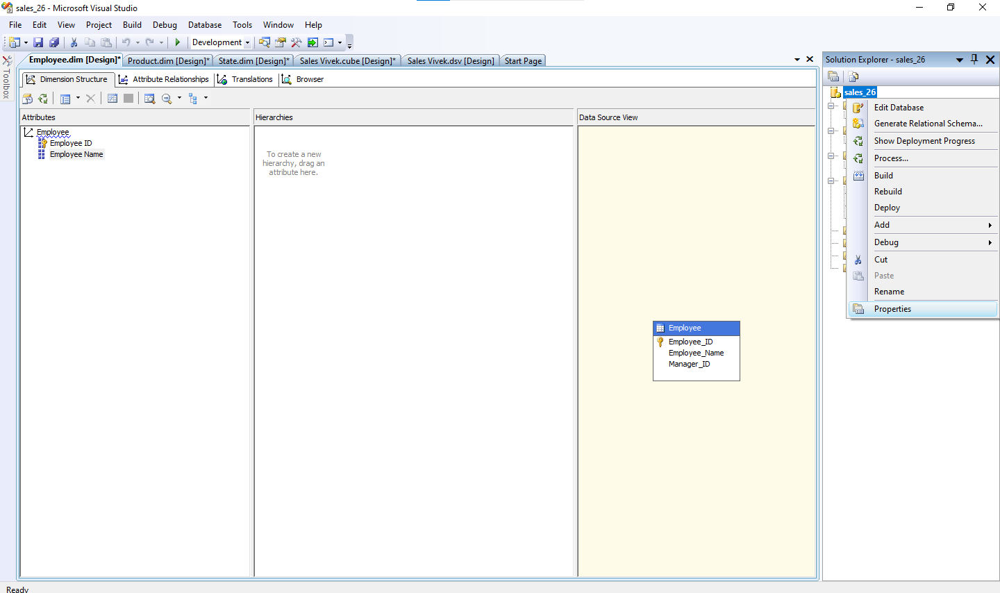 sales_26 - Microsoft Visual Studio
File Edit View Project Build Debug Database Tools Window Help
Development
Toolbox
Employee.dim [Design]* Product.dim [Design]* State.dim [Design]* Sales Vivek.cube [Design]* Sales Vivek.dsv [Design] Start Page
Dimension Structure Attribute Relationships Translations Browser
Attributes
Employee
Employee ID
Employee Name
Hierarchies
To create a new
hierarchy, drag an
attribute here.
Data Source View
Employee
Employee_ID
Employee_Name
Manager_ID
Solution Explorer - sales_26
sales_26
Edit Database
Generate Relational Schema...
Show Deployment Progress
Process...
Build
Rebuild
Deploy
Add
Debug
Cut
Paste
Rename
Properties
Ready